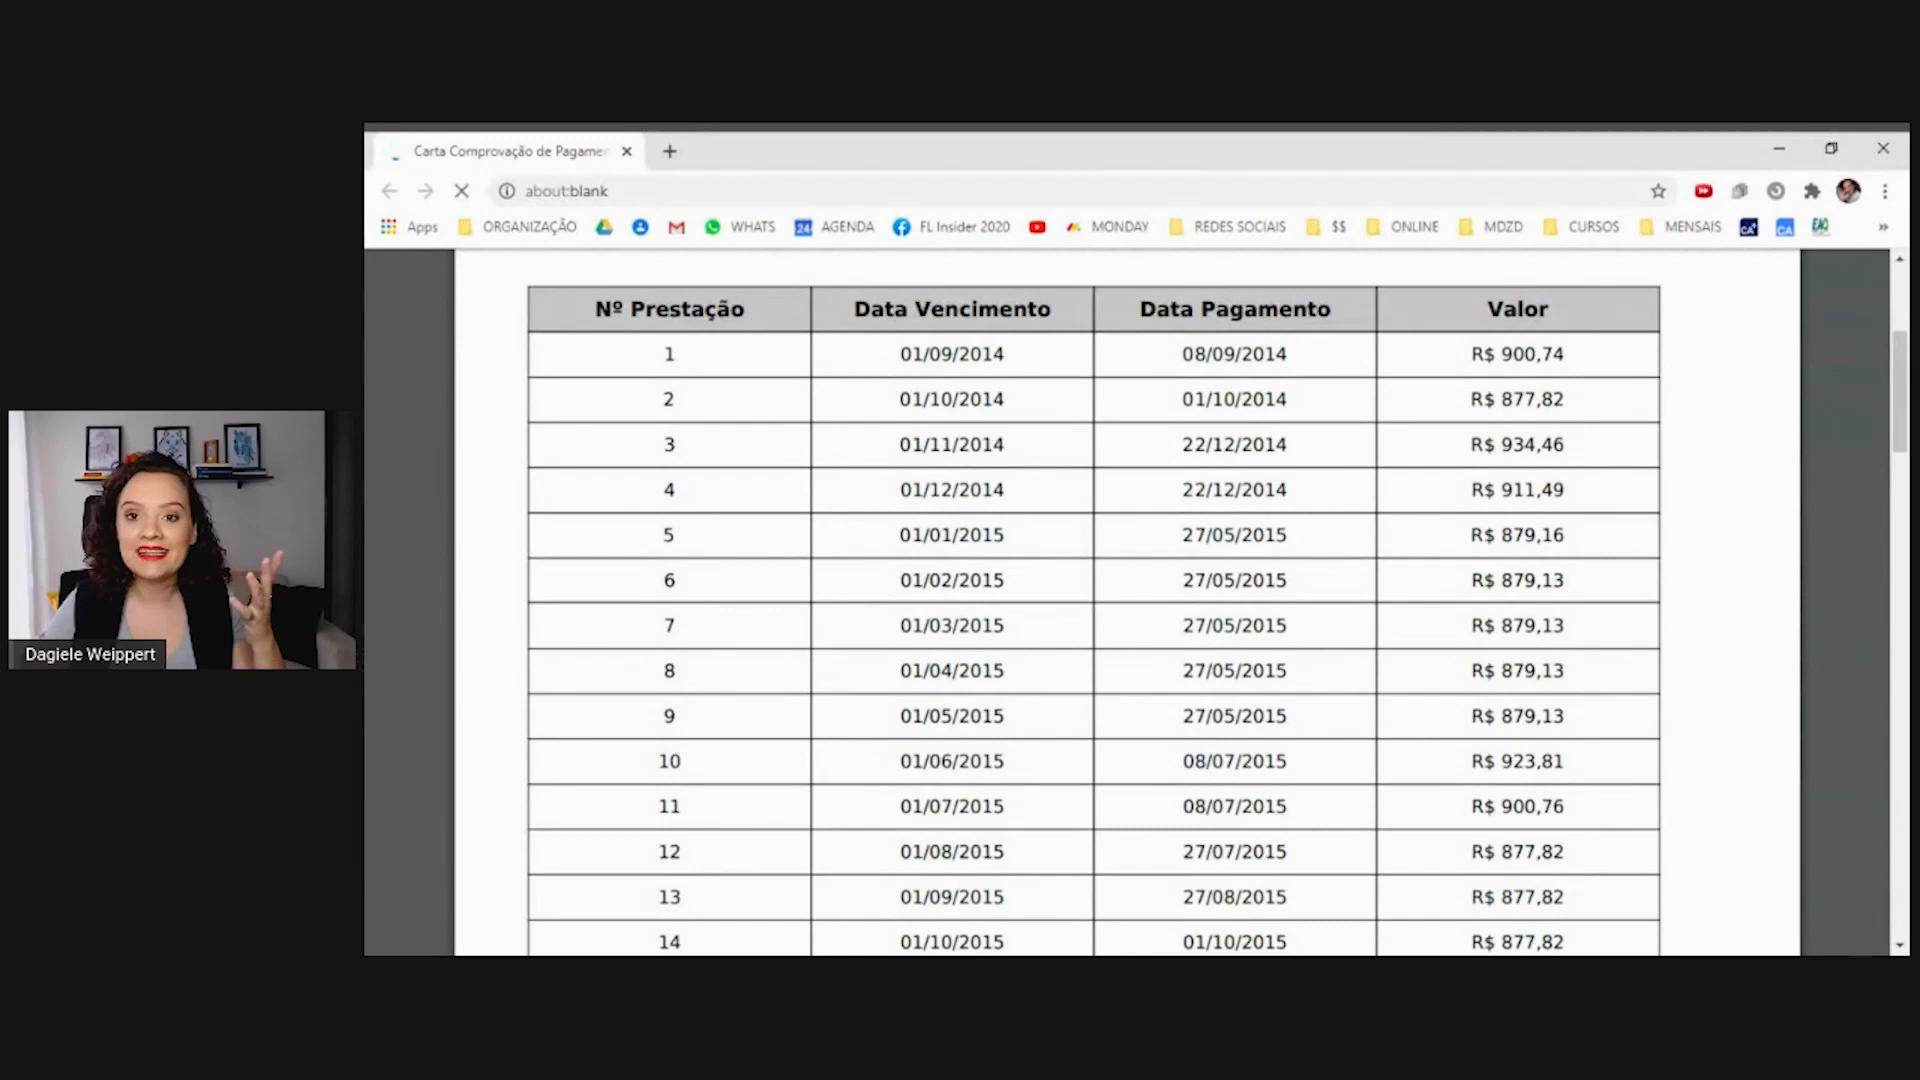 Carta Comprovação de Pagamer
about:blank
Apps ORGANIZAÇÃO WHATS 24 AGENDA FL Insider 2020 MONDAY REDES SOCIAIS $$ ONLINE MDZD CURSOS MENSAIS CA CA EAQ »
Nº Prestação Data Vencimento Data Pagamento Valor
1 01/09/2014 08/09/2014 R$ 900,74
2 01/10/2014 01/10/2014 R$ 877,82
3 01/11/2014 22/12/2014 R$ 934,46
4 01/12/2014 22/12/2014 R$ 911,49
5 01/01/2015 27/05/2015 R$ 879,16
6 01/02/2015 27/05/2015 R$ 879,13
7 01/03/2015 27/05/2015 R$ 879,13
8 01/04/2015 27/05/2015 R$ 879,13
9 01/05/2015 27/05/2015 R$ 879,13
10 01/06/2015 08/07/2015 R$ 923,81
11 01/07/2015 08/07/2015 R$ 900,76
12 01/08/2015 27/07/2015 R$ 877,82
13 01/09/2015 27/08/2015 R$ 877,82
14 01/10/2015 01/10/2015 R$ 877,82
Dagiele Weippert